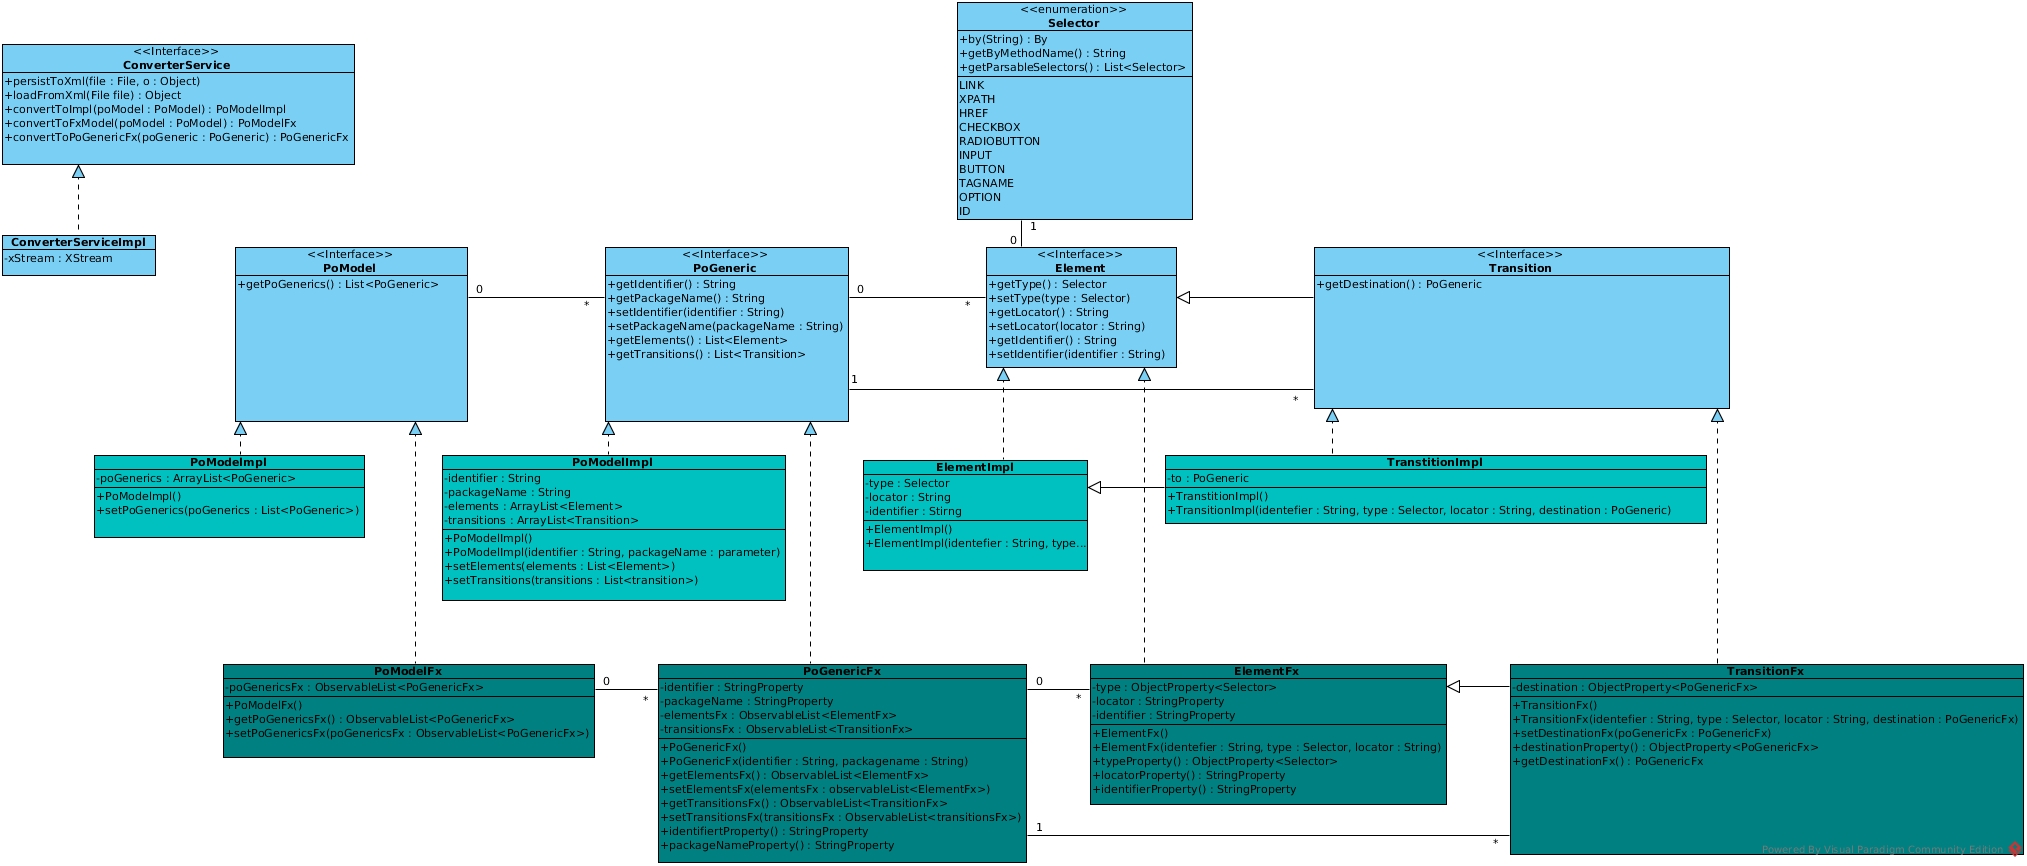 <<enumeration>>
Selector
+by(String) : By
+getByMethodName() : String
+getParsableSelectors() : List<Selector>
LINK
XPATH
HREF
CHECKBOX
RADIOBUTTON
INPUT
BUTTON
TAGNAME
OPTION
ID
<<Interface>>
ConverterService
+persistToXml(file : File, o : Object)
+loadFromXml(File file) : Object
+convertToImpl(poModel : PoModel) : PoModelImpl
+convertToFxModel(poModel : PoModel) : PoModelFx
+convertToPoGenericFx(poGeneric : PoGeneric) : PoGenericFx
ConverterServiceImpl
-xStream : XStream
1
0
<<Interface>>
PoModel
+getPoGenerics() : List<PoGeneric>
0
*
<<Interface>>
PoGeneric
+getIdentifier() : String
+getPackageName() : String
+setIdentifier(identifier : String)
+setPackageName(packageName : String)
+getElements() : List<Element>
+getTransitions() : List<Transition>
0
*
1
*
<<Interface>>
Element
+getType() : Selector
+setType(type : Selector)
+getLocator() : String
+setLocator(locator : String)
+getIdentifier() : String
+setIdentifier(identifier : String)
<<Interface>>
Transition
+getDestination() : PoGeneric
PoModeImpl
-poGenerics : ArrayList<PoGeneric>
+PoModeImpl()
+setPoGenerics(poGenerics : List<PoGeneric>)
PoModelImpl
-identifier : String
-packageName : String
-elements : ArrayList<Element>
-transitions : ArrayList<Transition>
+PoModelImpl()
+PoModelImpl(identifier : String, packageName : parameter)
+setElements(elements : List<Element>)
+setTransitions(transitions : List<transition>)
ElementImpl
-type : Selector
-locator : String
-identifier : Stirng
+ElementImpl()
+ElementImpl(identefier : String, type...
TranstitionImpl
-to : PoGeneric
+TranstitionImpl()
+TransitionImpl(identefier : String, type : Selector, locator : String, destination : PoGeneric)
PoModelFx
-poGenericsFx : ObservableList<PoGenericFx>
+PoModelFx()
+getPoGenericsFx() : ObservableList<PoGenericFx>
+setPoGenericsFx(poGenericsFx : ObservableList<PoGenericFx>)
0
*
PoGenericFx
-identifier : StringProperty
-packageName : StringProperty
-elementsFx : ObservableList<ElementFx>
-transitionsFx : ObservableList<TransitionFx>
+PoGenericFx()
+PoGenericFx(identifier : String, packagename : String)
+getElementsFx() : ObservableList<ElementFx>
+setElementsFx(elementsFx : observableList<ElementFx>)
+getTransitionsFx() : ObservableList<TransitionFx>
+setTransitionsFx(transitionsFx : ObservableList<transitionsFx>)
+identifiertProperty() : StringProperty
+packageNameProperty() : StringProperty
0
*
1
*
ElementFx
-type : ObjectProperty<Selector>
-locator : StringProperty
-identifier : StringProperty
+ElementFx()
+ElementFx(identefier : String, type : Selector, locator : String)
+typeProperty() : ObjectProperty<Selector>
+locatorProperty() : StringProperty
+identifierProperty() : StringProperty
TransitionFx
-destination : ObjectProperty<PoGenericFx>
+TransitionFx()
+TransitionFx(identefier : String, type : Selector, locator : String, destination : PoGenericFx)
+setDestinationFx(poGenericFx : PoGenericFx)
+destinationProperty() : ObjectProperty<PoGenericFx>
+getDestinationFx() : PoGenericFx
Powered By Visual Paradigm Community Edition